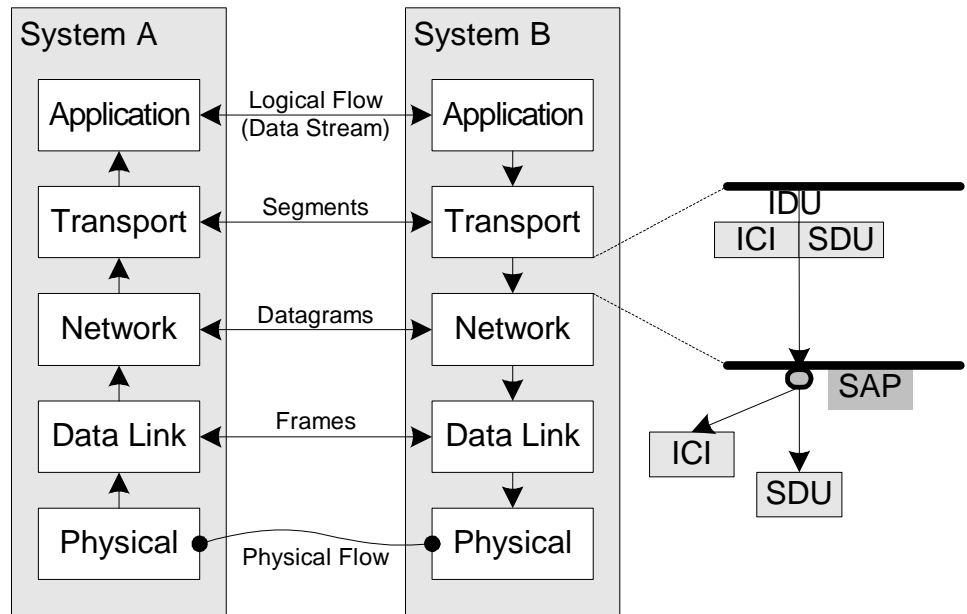 System A
System B
Application
Logical Flow
(Data Stream)
Application
Transport
Segments
Transport
Network
Datagrams
Network
Data Link
Frames
Data Link
Physical
Physical Flow
Physical
IDU
ICI
SDU
SAP
ICI
SDU